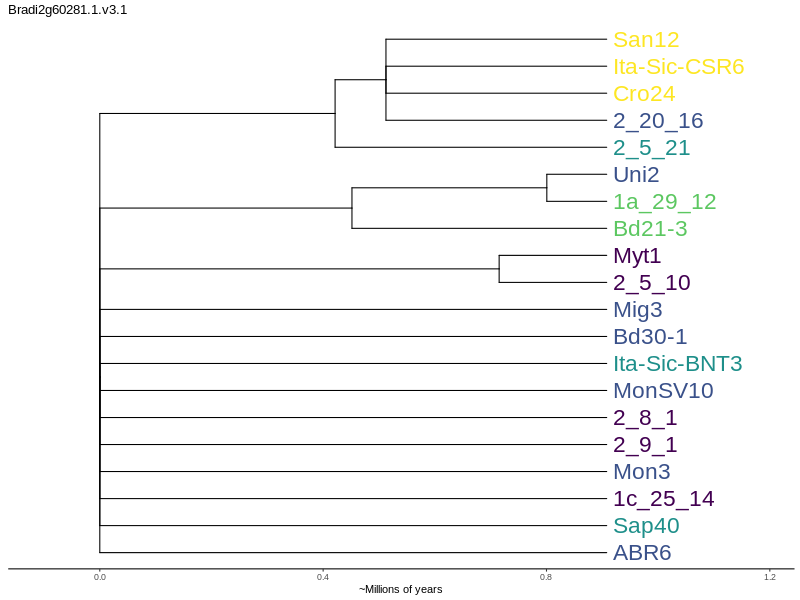 Bradi2g60281.1.v3.1
San12
Ita-Sic-CSR6
Cro24
2_20_16
2_5_21
Uni2
1a_29_12
Bd21-3
Myt1
2_5_10
Mig3
Bd30-1
Ita-Sic-BNT3
MonSV10
2_8_1
2_9_1
Mon3
1c_25_14
Sap40
ABR6
0.0 0.4 0.8 1.2
~Millions of years